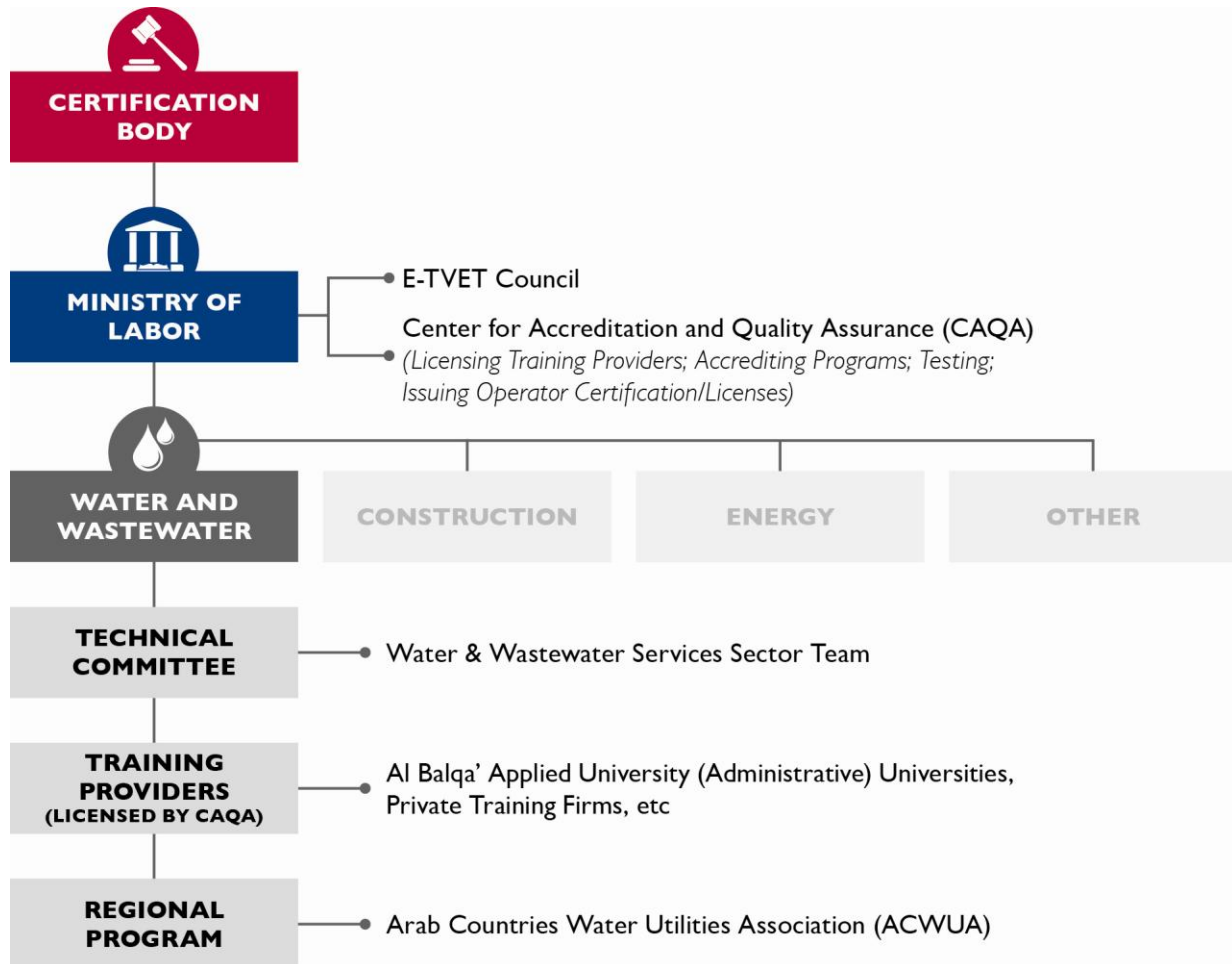 CERTIFICATION
BODY
MINISTRY OF
LABOR
E-TVET Council
Center for Accreditation and Quality Assurance (CAQA)
(Licensing Training Providers; Accrediting Programs; Testing;
Issuing Operator Certification/Licenses)
WATER AND
WASTEWATER
CONSTRUCTION
ENERGY
OTHER
TECHNICAL
COMMITTEE
Water & Wastewater Services Sector Team
TRAINING
PROVIDERS
(LICENSED BY CAQA)
Al Balqa’ Applied University (Administrative) Universities,
Private Training Firms, etc
REGIONAL
PROGRAM
Arab Countries Water Utilities Association (ACWUA)